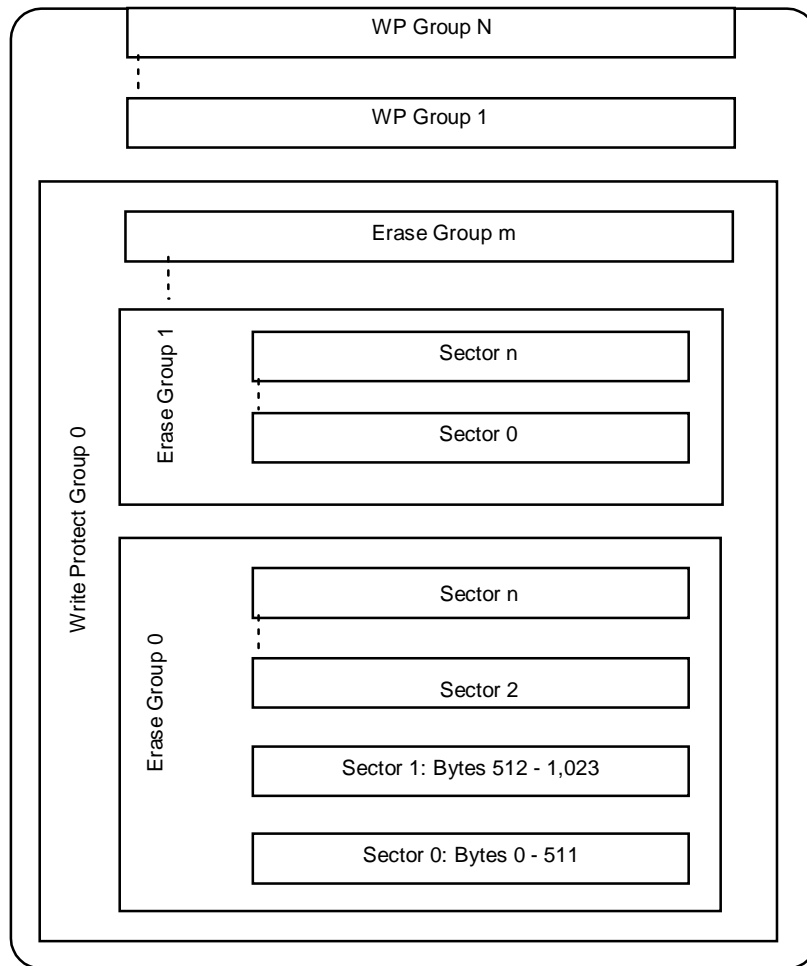 WP Group N
WP Group 1
Write Protect Group 0
Erase Group m
Erase Group 1
Sector n
Sector 0
Erase Group 0
Sector n
Sector 2
Sector 1: Bytes 512 - 1,023
Sector 0: Bytes 0 - 511